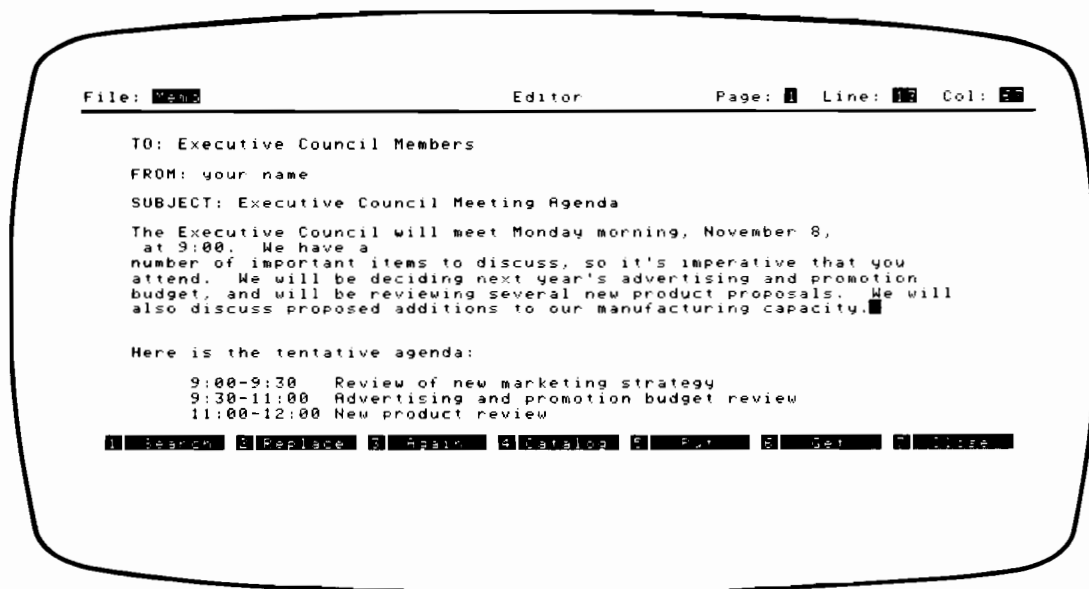 File: Memo Editor Page: 1 Line: Col:
TO: Executive Council Members
FROM: your name
SUBJECT: Executive Council Meeting Agenda
The Executive Council will meet Monday morning, November 8,
at 9:00. We have a
number of important items to discuss, so it's imperative that you
attend. We will be deciding next year's advertising and promotion
budget, and will be reviewing several new product proposals. We will
also discuss proposed additions to our manufacturing capacity.
Here is the tentative agenda:
9:00-9:30 Review of new marketing strategy
9:30-11:00 Advertising and promotion budget review
11:00-12:00 New product review
1 Search 2 Replace 3 Again 4 Catalog 5 Put 6 Get 7 Close